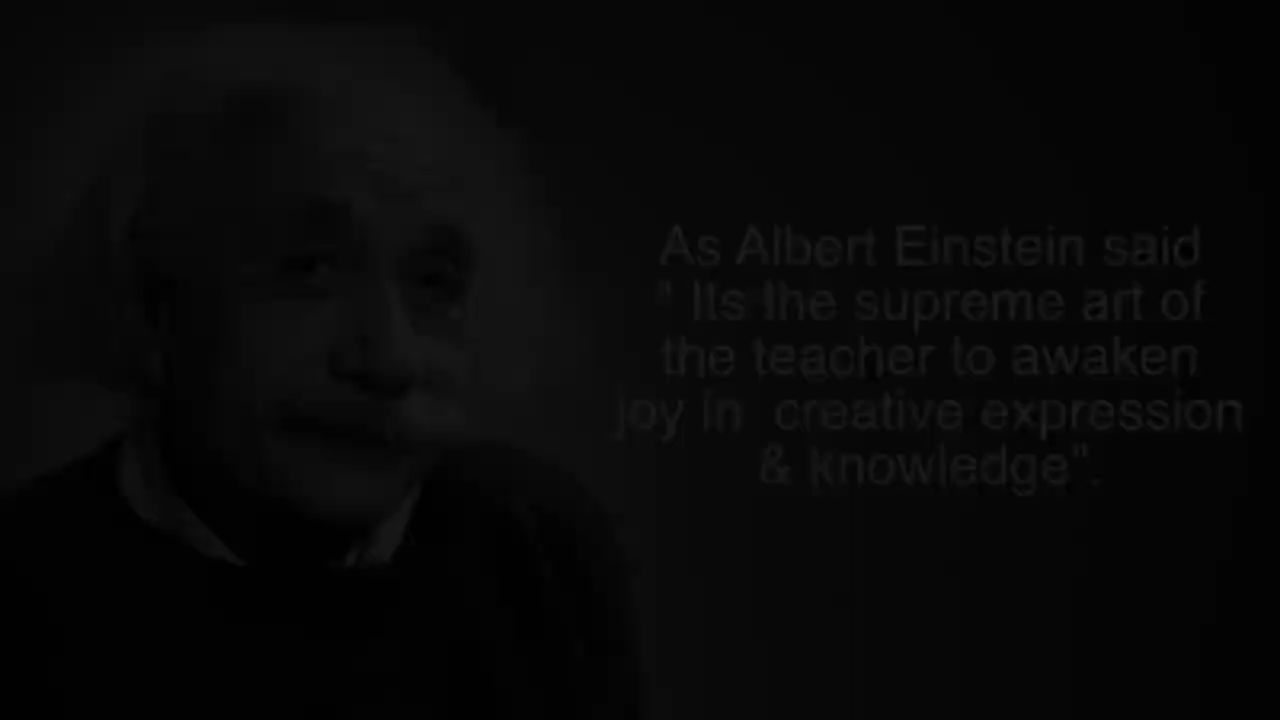 As Albert Einstein said
" Its the supreme art of
the teacher to awaken
joy in creative expression
& knowledge".